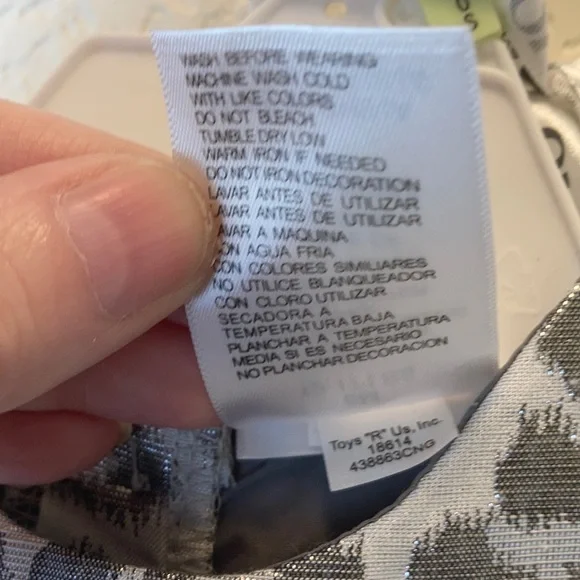 WASH BEFORE WEARING
MACHINE WASH COLD
WITH LIKE COLORS
DO NOT BLEACH
TUMBLE DRY LOW
WARM IRON IF NEEDED
DO NOT IRON DECORATION
LAVAR ANTES DE UTILIZAR
AVAR ANTES DE UTILIZAR
AVAR A MAQUINA
CON AGUA FRIA
CON COLORES SIMILIARES
NO UTILICE BLANQUEADOR
CON CLORO UTILIZAR
SECADORA A
TEMPERATURA BAJA
PLANCHAR A TEMPERATURA
MEDIA SI ES NECESARIO
NO PLANCHAR DECORACION
Toys "R" Us, Inc.
18614
438863CNG